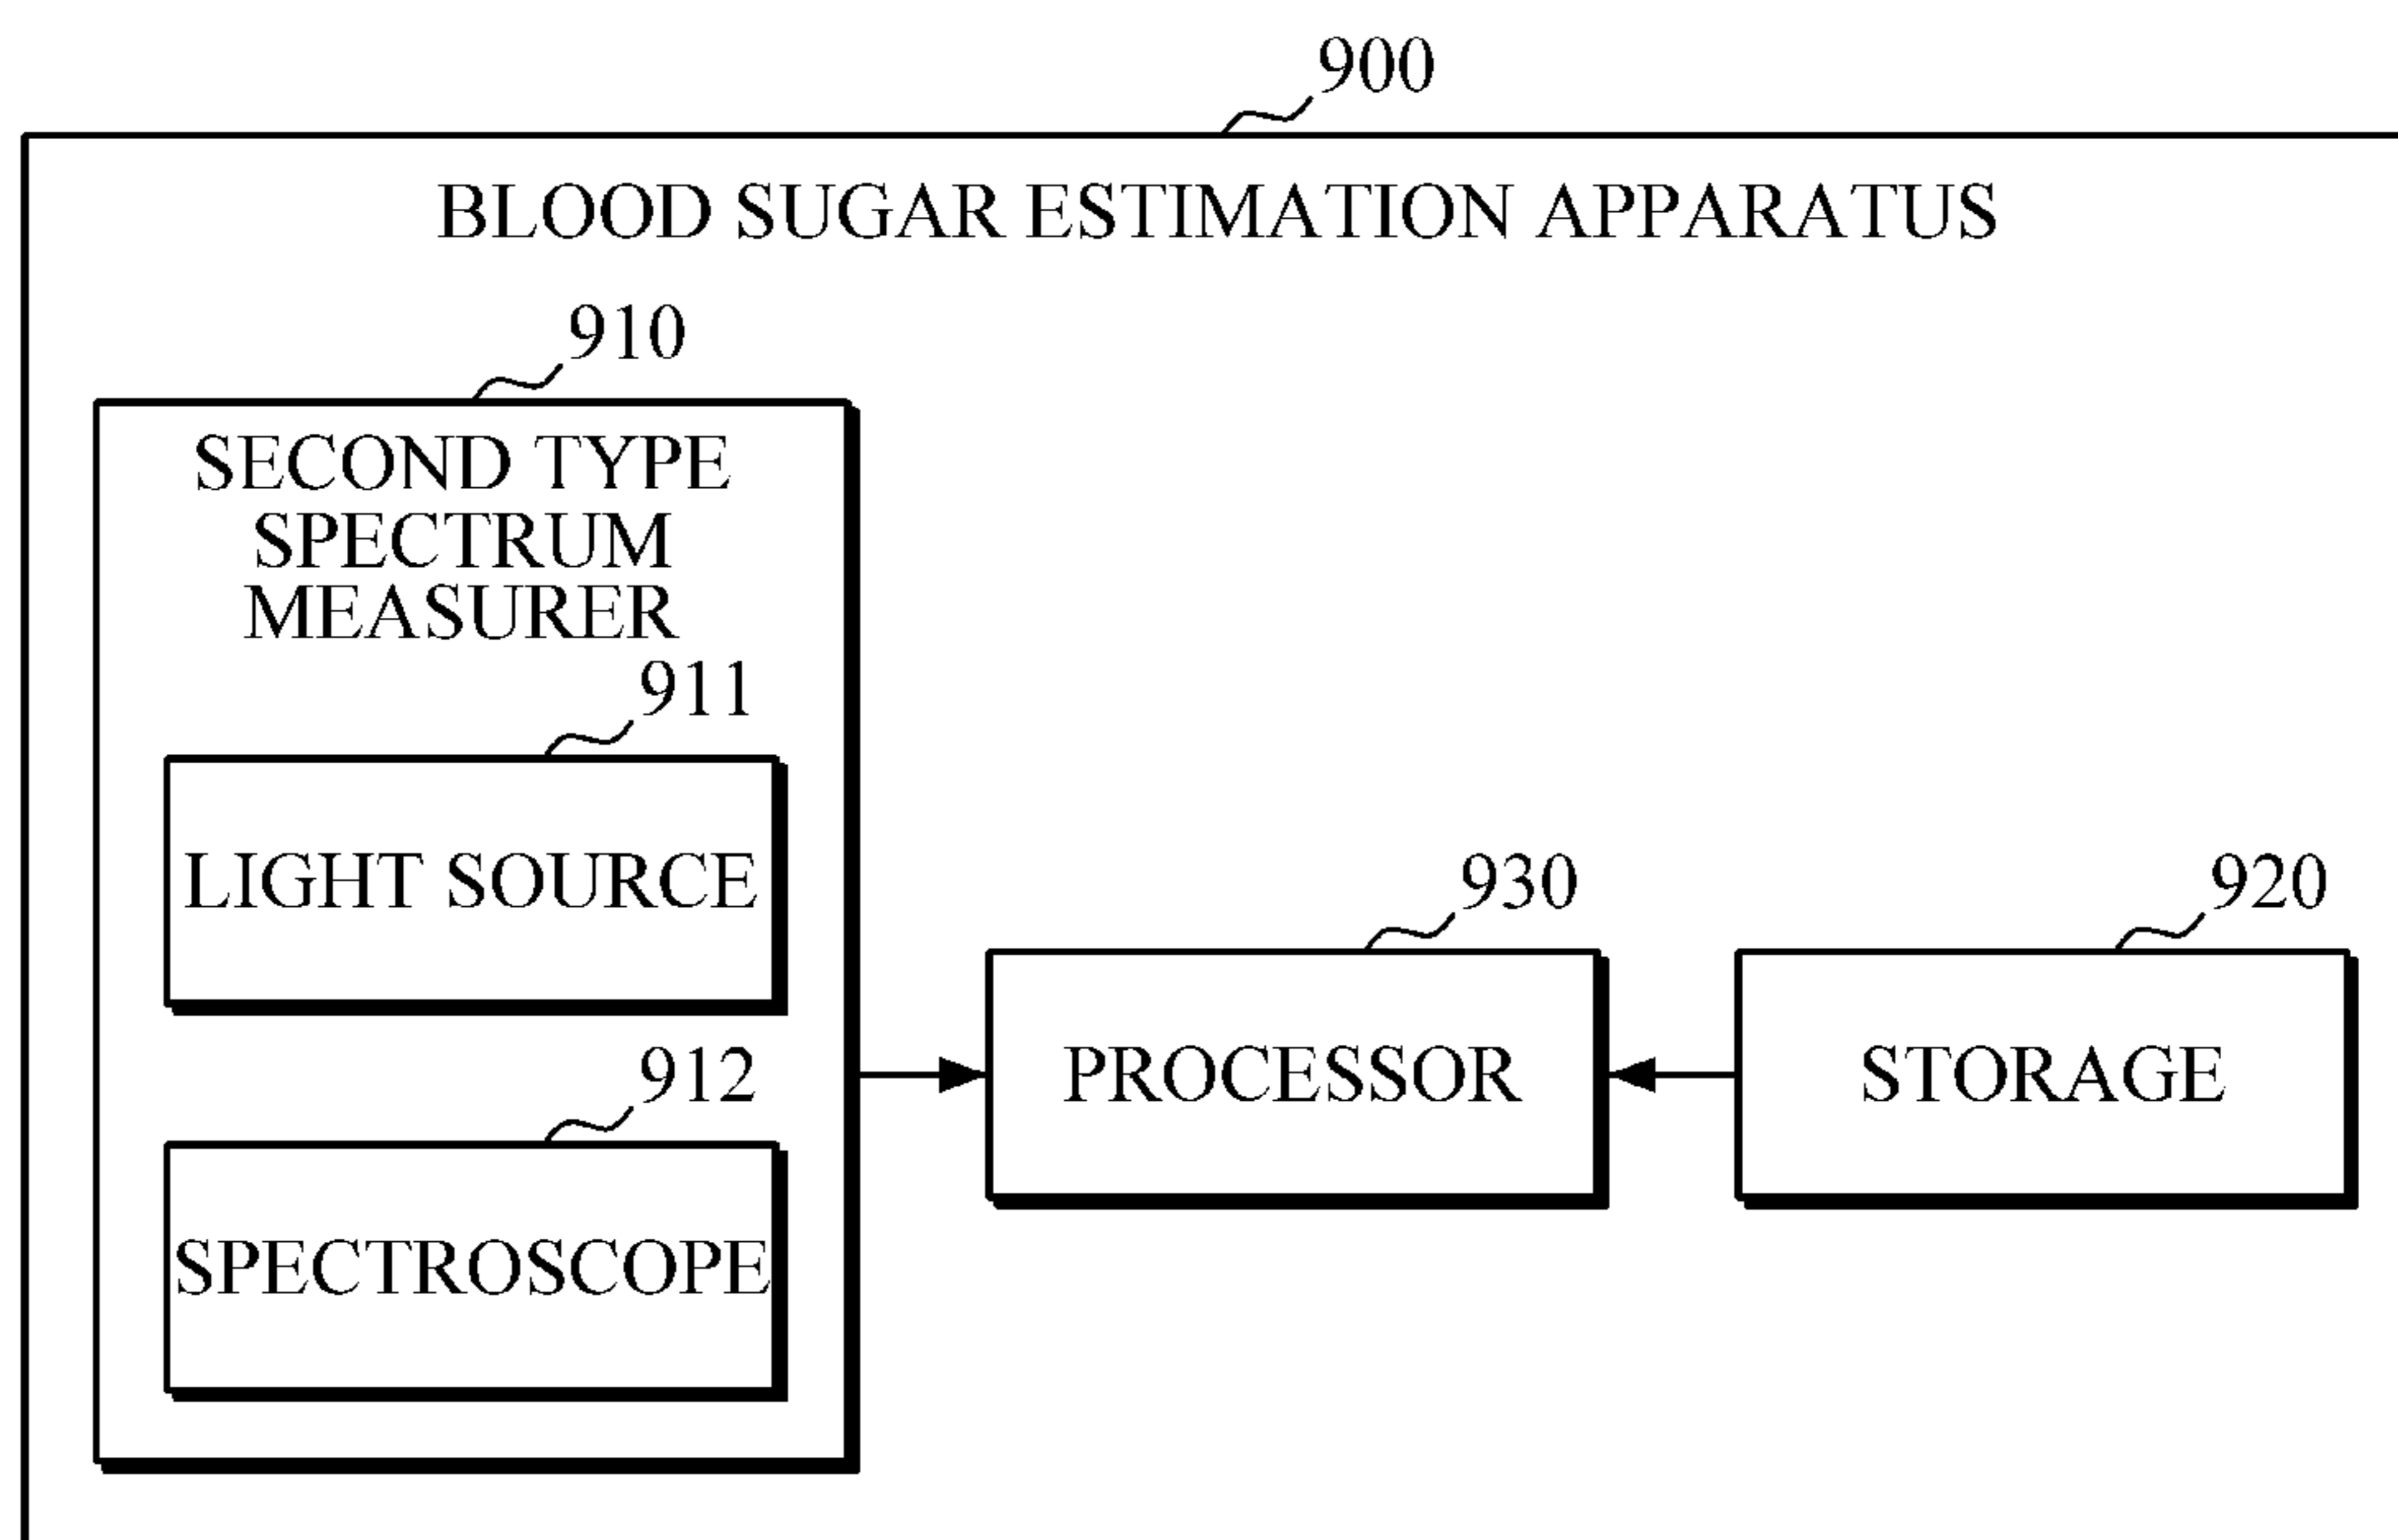 900
BLOOD SUGAR ESTIMATION APPARATUS
910
SECOND TYPE
SPECTRUM
MEASURER
911
LIGHT SOURCE
912
SPECTROSCOPE
930
PROCESSOR
920
STORAGE